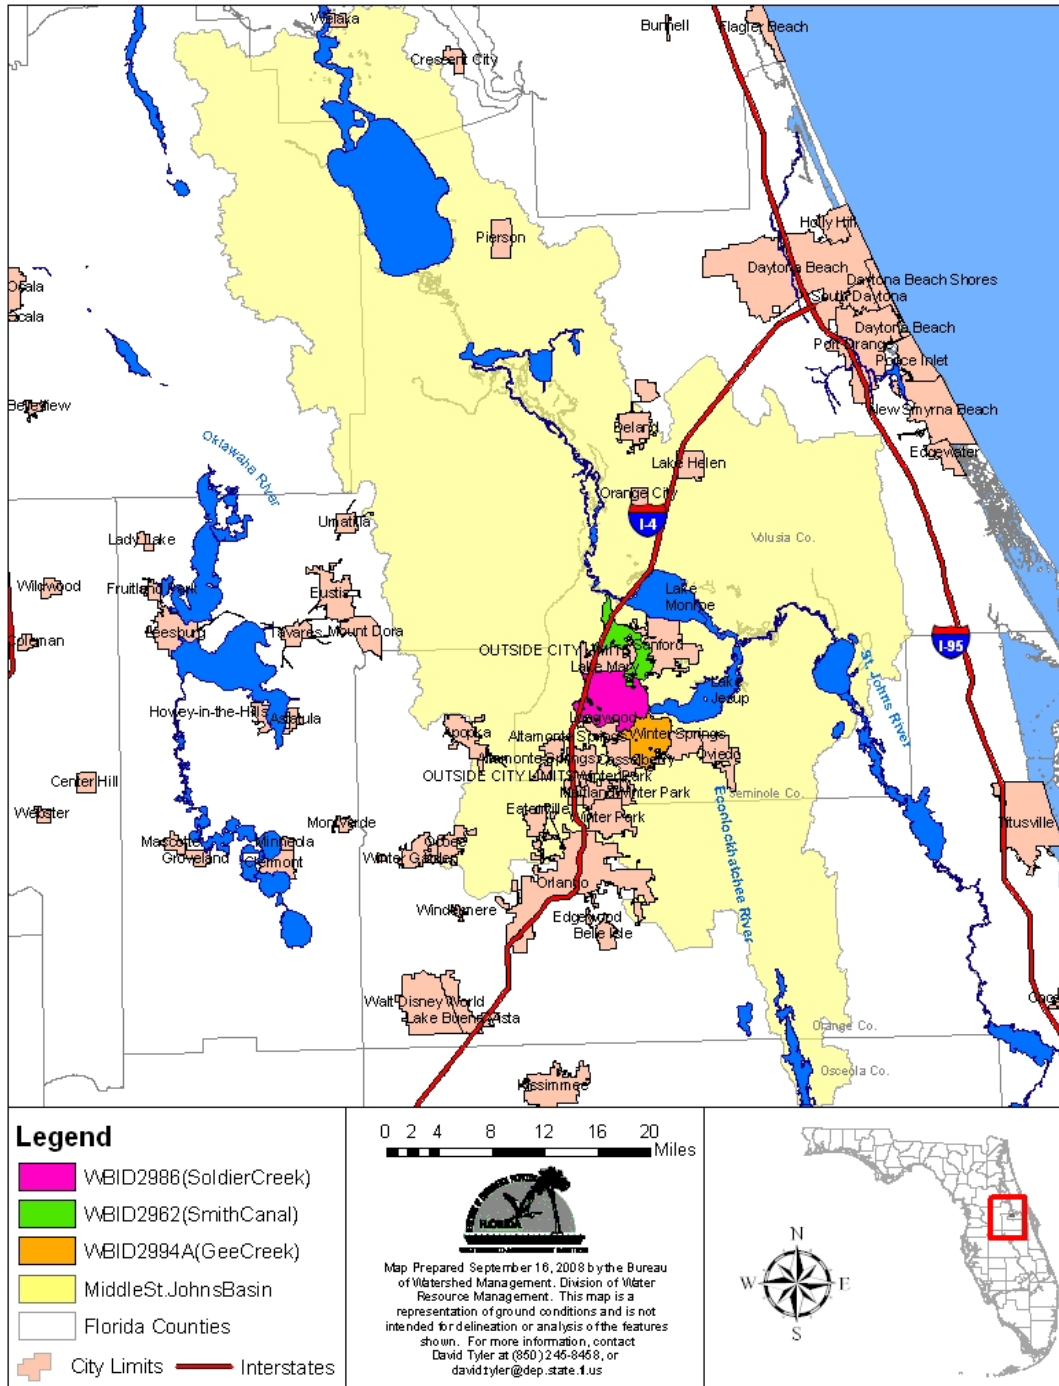 Welaka
Bunnell
Flagler Beach
Crescent City
Pierson
Holly Hill
Daytona Beach
Daytona Beach Shores
South Daytona
Daytona Beach
Port Orange
Ponce Inlet
New Smyrna Beach
Edgewater
Ocala
Ocala
Belleview
Oklawaha River
Deland
Lake Helen
Orange City
I-4
Volusia Co.
Umatilla
Lady Lake
Wildwood
Fruitland Park
Eustis
Leesburg
Tavares
Mount Dora
Coleman
Lake
Monroe
OUTSIDE CITY LIMITS
Sanford
Lake Mary
I-95
St. Johns River
Lake
Jesup
Howey-in-the-Hills
Astatula
Longwood
Apopka
Altamonte Springs
Winter Springs
Altamonte Springs
Casselberry
Oviedo
OUTSIDE CITY LIMITS
Winter Park
Maitland
Winter Park
Seminole Co.
Center Hill
Webster
Eatonville
Winter Park
Titusville
Montverde
Mascotte
Minneola
Groveland
Clermont
Ocoee
Winter Garden
Orlando
Econlockhatchee River
Windermere
Edgewood
Belle Isle
Walt Disney World
Lake Buena Vista
Orange Co.
Osceola Co.
Kissimmee
Legend
WBID2986(SoldierCreek)
WBID2962(SmithCanal)
WBID2994A(GeeCreek)
MiddleSt.JohnsBasin
Florida Counties
City Limits
Interstates
0 2 4 8 12 16 20
Miles
FLORIDA
Map Prepared September 16, 2008 by the Bureau
of Watershed Management. Division of Water
Resource Management. This map is a
representation of ground conditions and is not
intended for delineation or analysis of the features
shown. For more information, contact
David Tyler at (850) 245-8458, or
david.tyler@dep.state.fl.us
N
W
E
S